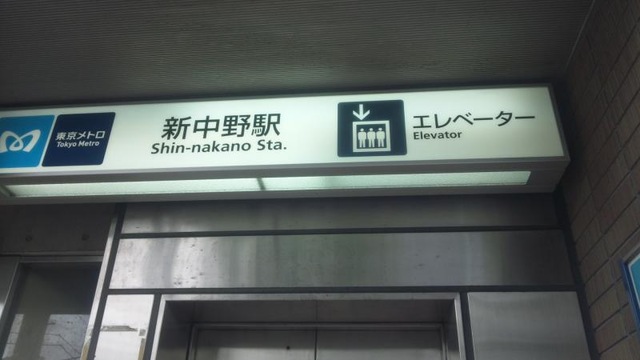 東京メトロ
Tokyo Metro
新中野駅
Shin-nakano Sta.
エレベーター
Elevator